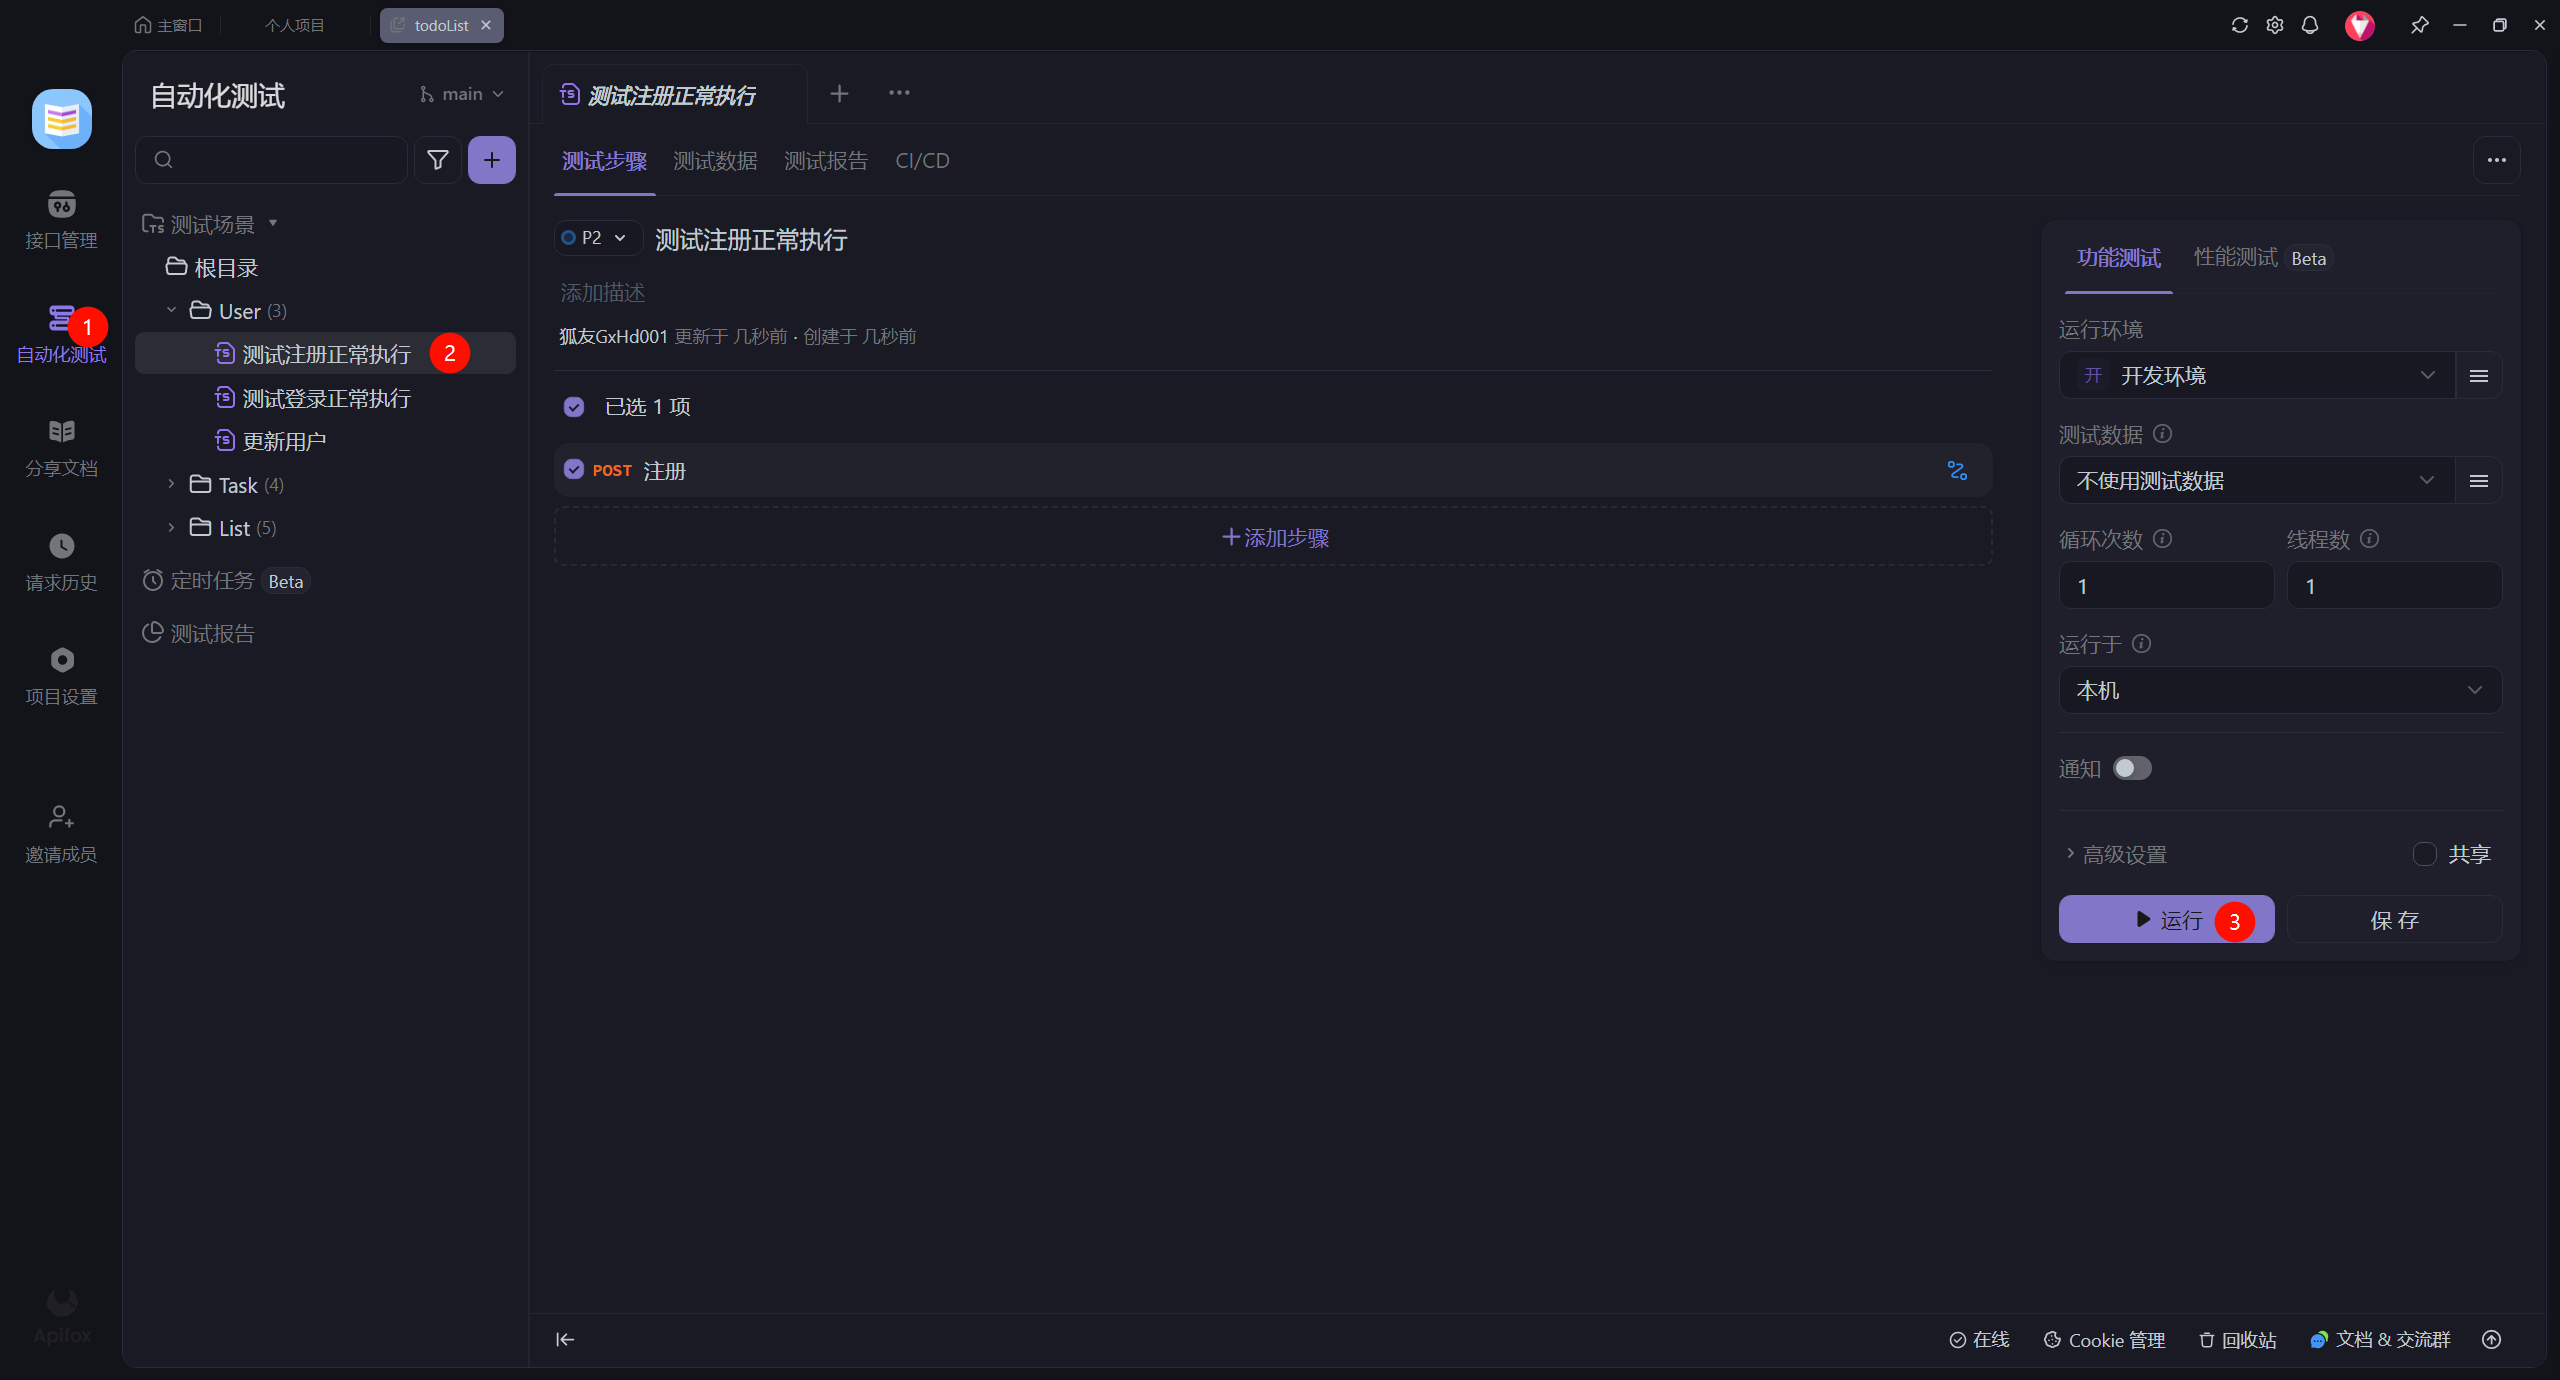 主窗口
个人项目
todoList
接口管理
1
自动化测试
分享文档
请求历史
项目设置
邀请成员
Apifox
自动化测试
main
测试场景
根目录
User (3)
TS 测试注册正常执行 2
TS 测试登录正常执行
TS 更新用户
Task (4)
List (5)
定时任务 Beta
测试报告
TS 测试注册正常执行
测试步骤 测试数据 测试报告 CI/CD
P2 测试注册正常执行
添加描述
狐友GxHd001 更新于 几秒前 · 创建于 几秒前
已选 1 项
POST 注册
添加步骤
功能测试 性能测试 Beta
运行环境
开 开发环境
测试数据
不使用测试数据
循环次数 线程数
1 1
运行于
本机
通知
高级设置 共享
运行 3 保 存
在线 Cookie 管理 回收站 文档 & 交流群